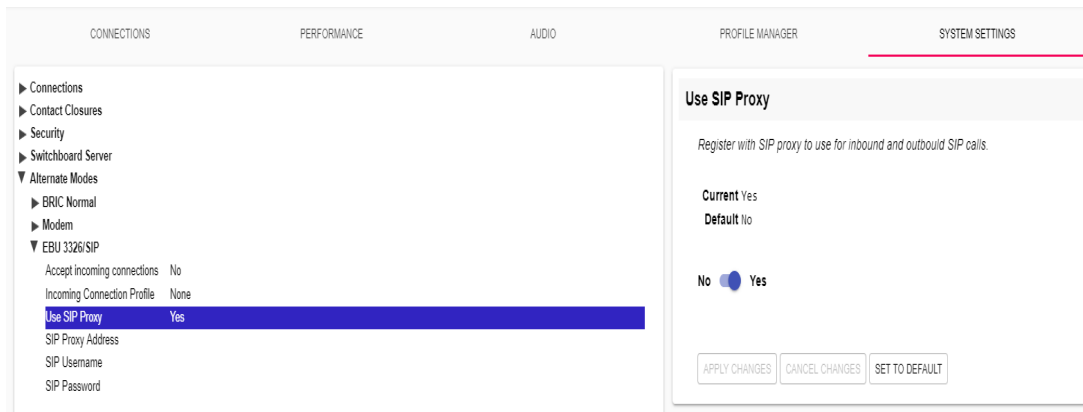 CONNECTIONS PERFORMANCE AUDIO PROFILE MANAGER SYSTEM SETTINGS
Connections
Contact Closures
Security
Switchboard Server
Alternate Modes
BRIC Normal
Modem
EBU 3326/SIP
Accept incoming connections No
Incoming Connection Profile None
Use SIP Proxy Yes
SIP Proxy Address
SIP Username
SIP Password
Use SIP Proxy
Register with SIP proxy to use for inbound and outbould SIP calls.
Current Yes
Default No
No Yes
APPLY CHANGES CANCEL CHANGES SET TO DEFAULT